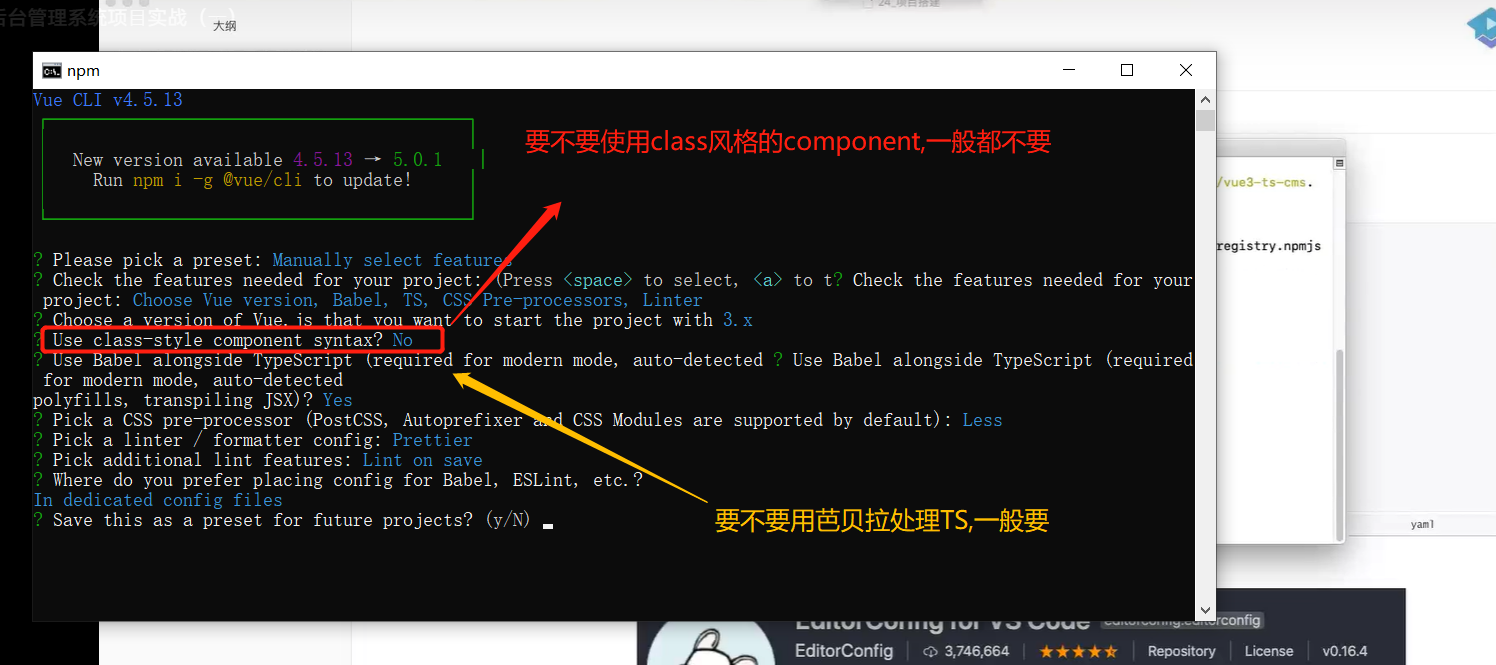 后台管理系统项目实战（一）
大纲
24_项目搭建
npm
Vue CLI v4.5.13
要不要使用class风格的component,一般都不要
New version available 4.5.13 → 5.0.1
Run npm i -g @vue/cli to update!
/vue3-ts-cms.
registry.npmjs
? Please pick a preset: Manually select features
? Check the features needed for your project: (Press <space> to select, <a> to t? Check the features needed for your
project: Choose Vue version, Babel, TS, CSS Pre-processors, Linter
? Choose a version of Vue.js that you want to start the project with 3.x
? Use class-style component syntax? No
? Use Babel alongside TypeScript (required for modern mode, auto-detected ? Use Babel alongside TypeScript (required
for modern mode, auto-detected
polyfills, transpiling JSX)? Yes
? Pick a CSS pre-processor (PostCSS, Autoprefixer and CSS Modules are supported by default): Less
? Pick a linter / formatter config: Prettier
? Pick additional lint features: Lint on save
? Where do you prefer placing config for Babel, ESLint, etc.?
In dedicated config files
? Save this as a preset for future projects? (y/N)
要不要用芭贝拉处理TS,一般要
yaml
EditorConfig for VS Code editorconfig.editorconfig
EditorConfig 3,746,664 Repository License v0.16.4